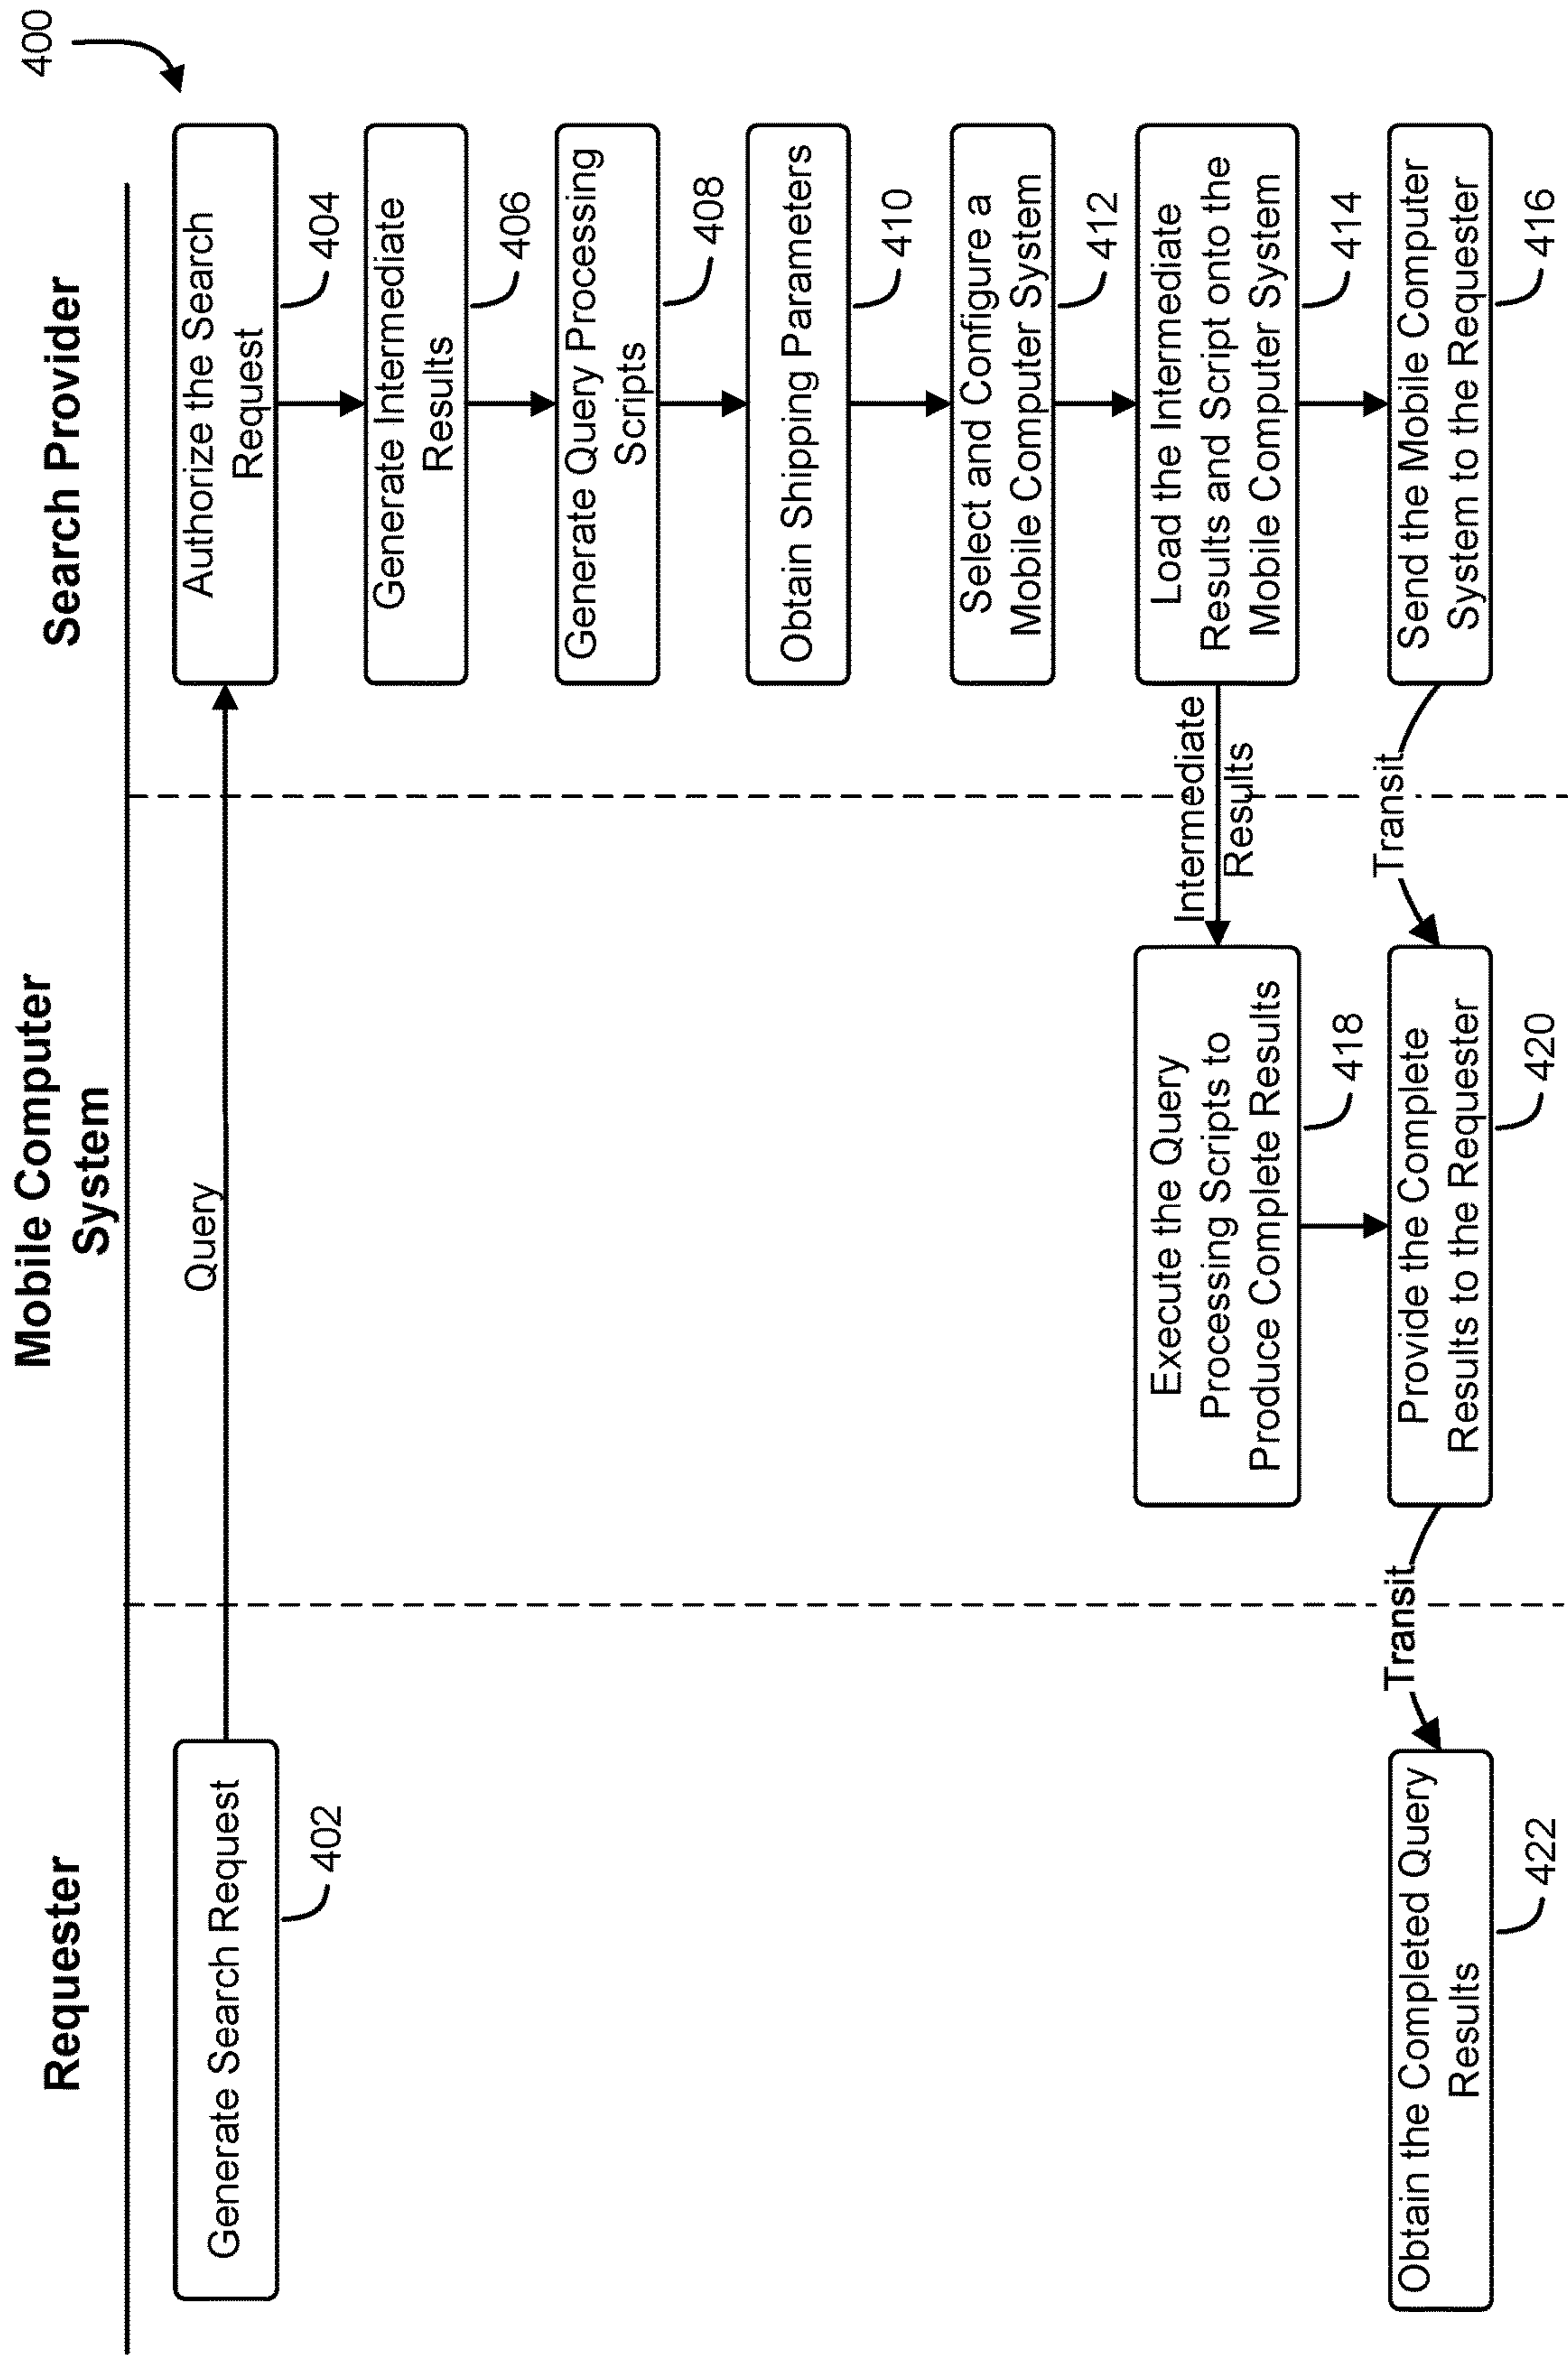 400
Requester
Mobile Computer
System
Search Provider
Generate Search Request
402
Query
Authorize the Search
Request
404
Generate Intermediate
Results
406
Generate Query Processing
Scripts
408
Obtain Shipping Parameters
410
Select and Configure a
Mobile Computer System
412
Load the Intermediate
Results and Script onto the
Mobile Computer System
414
Intermediate
Results
Execute the Query
Processing Scripts to
Produce Complete Results
418
Send the Mobile Computer
System to the Requester
416
Transit
Provide the Complete
Results to the Requester
420
Transit
Obtain the Completed Query
Results
422